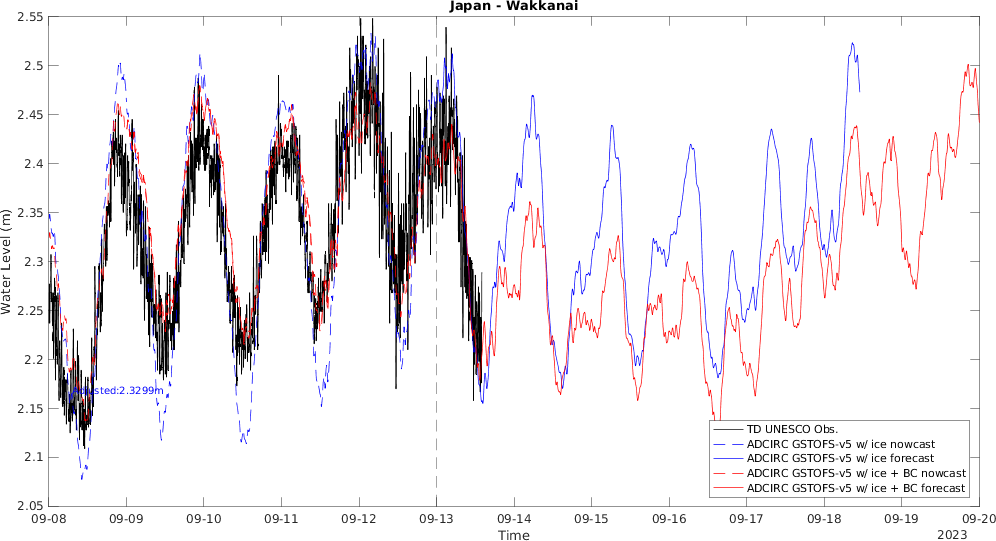 Japan - Wakkanai
Water Level (m)
2.55
2.5
2.45
2.4
2.35
2.3
2.25
2.2
2.15
2.1
2.05
Adjusted:2.3299m
TD UNESCO Obs.
ADCIRC GSTOFS-v5 w/ ice nowcast
ADCIRC GSTOFS-v5 w/ ice forecast
ADCIRC GSTOFS-v5 w/ ice + BC nowcast
ADCIRC GSTOFS-v5 w/ ice + BC forecast
09-08 09-09 09-10 09-11 09-12 09-13 09-14 09-15 09-16 09-17 09-18 09-19 09-20
Time
2023